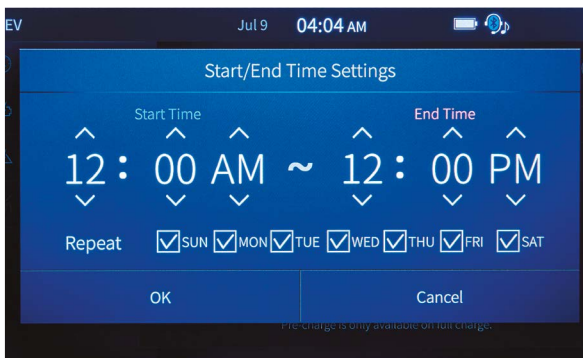 EV Jul 9 04:04 AM
Start/End Time Settings
Start Time End Time
12 : 00 AM ~ 12 : 00 PM
Repeat SUN MON TUE WED THU FRI SAT
OK Cancel
Pre-charge is only available on full charge.